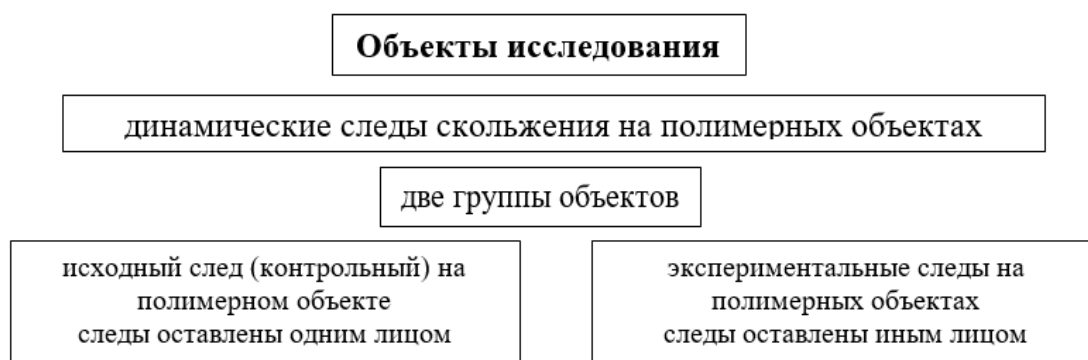 Объекты исследования
динамические следы скольжения на полимерных объектах
две группы объектов
исходный след (контрольный) на
полимерном объекте
следы оставлены одним лицом
экспериментальные следы на
полимерных объектах
следы оставлены иным лицом